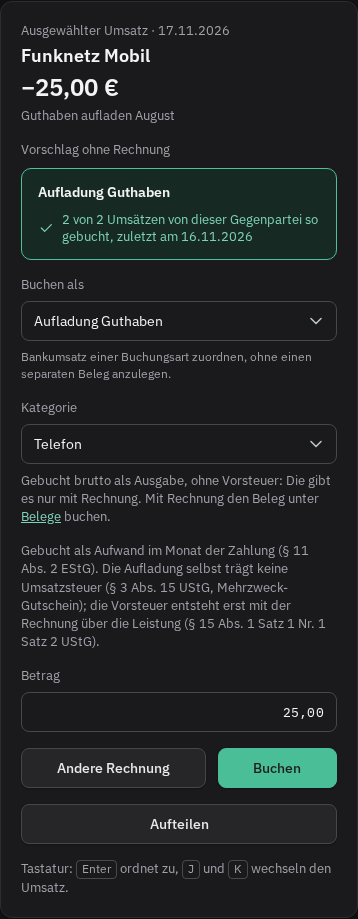 Ausgewählter Umsatz · 17.11.2026
Funknetz Mobil
−25,00 €
Guthaben aufladen August
Vorschlag ohne Rechnung
Aufladung Guthaben
2 von 2 Umsätzen von dieser Gegenpartei so
gebucht, zuletzt am 16.11.2026
Buchen als
Aufladung Guthaben
Bankumsatz einer Buchungsart zuordnen, ohne einen
separaten Beleg anzulegen.
Kategorie
Telefon
Gebucht brutto als Ausgabe, ohne Vorsteuer: Die gibt
es nur mit Rechnung. Mit Rechnung den Beleg unter
Belege buchen.
Gebucht als Aufwand im Monat der Zahlung (§ 11
Abs. 2 EStG). Die Aufladung selbst trägt keine
Umsatzsteuer (§ 3 Abs. 15 UStG, Mehrzweck-
Gutschein); die Vorsteuer entsteht erst mit der
Rechnung über die Leistung (§ 15 Abs. 1 Satz 1 Nr. 1
Satz 2 UStG).
Betrag
25,00
Andere Rechnung
Buchen
Aufteilen
Tastatur: Enter ordnet zu, J und K wechseln den
Umsatz.